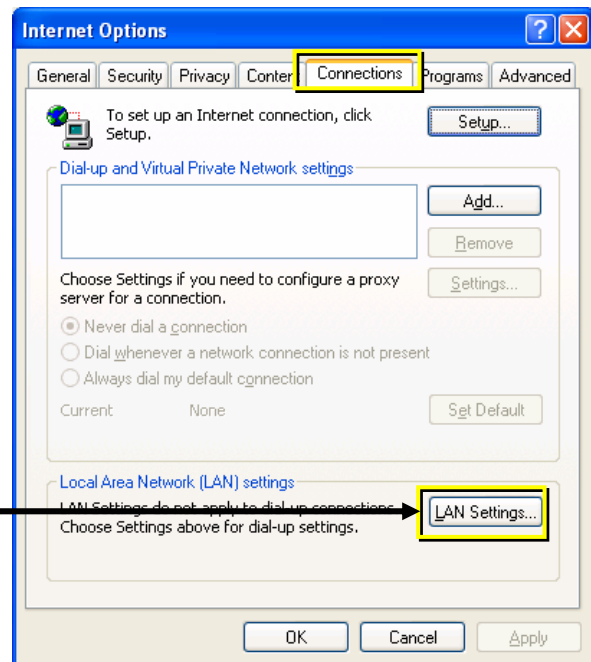 Internet Options
General Security Privacy Conten Connections Programs Advanced
To set up an Internet connection, click
Setup.
Setup...
Dial-up and Virtual Private Network settings
Add...
Remove
Choose Settings if you need to configure a proxy
server for a connection.
Settings...
Never dial a connection
Dial whenever a network connection is not present
Always dial my default connection
Current None
Set Default
Local Area Network (LAN) settings
LAN Settings do not apply to dial-up connections.
Choose Settings above for dial-up settings.
LAN Settings...
OK Cancel Apply